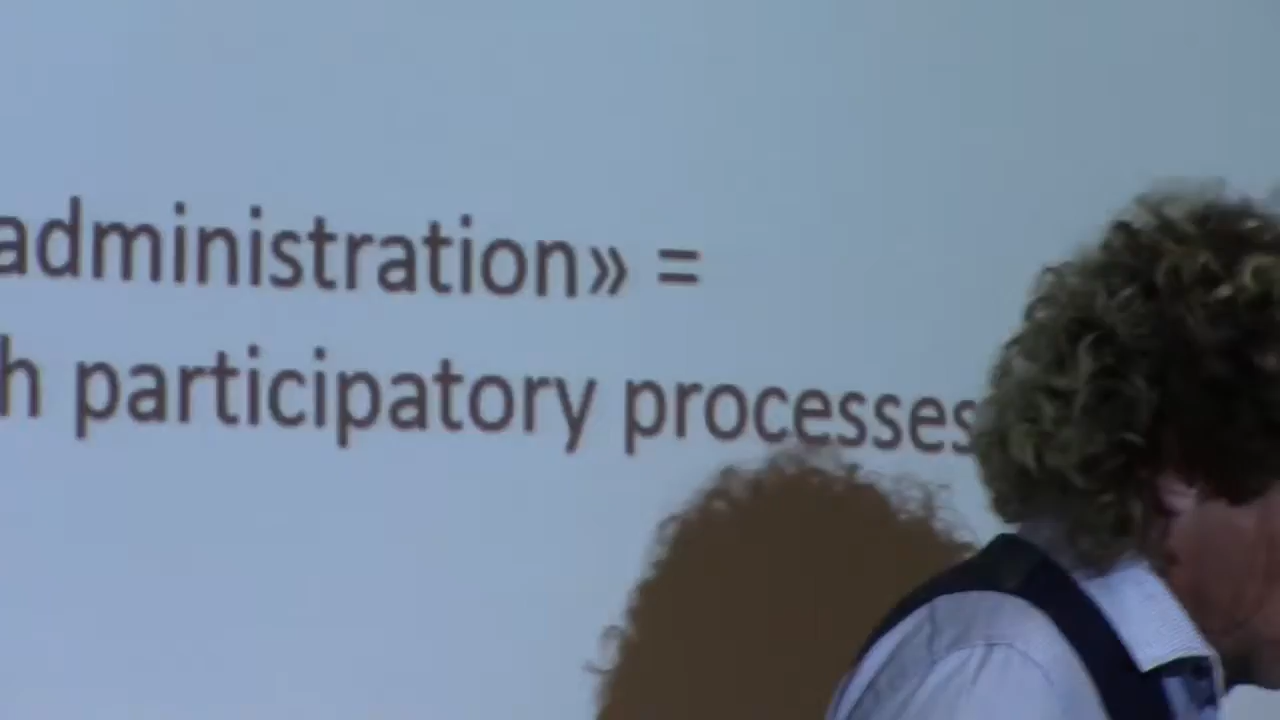 administration» =
h participatory processes